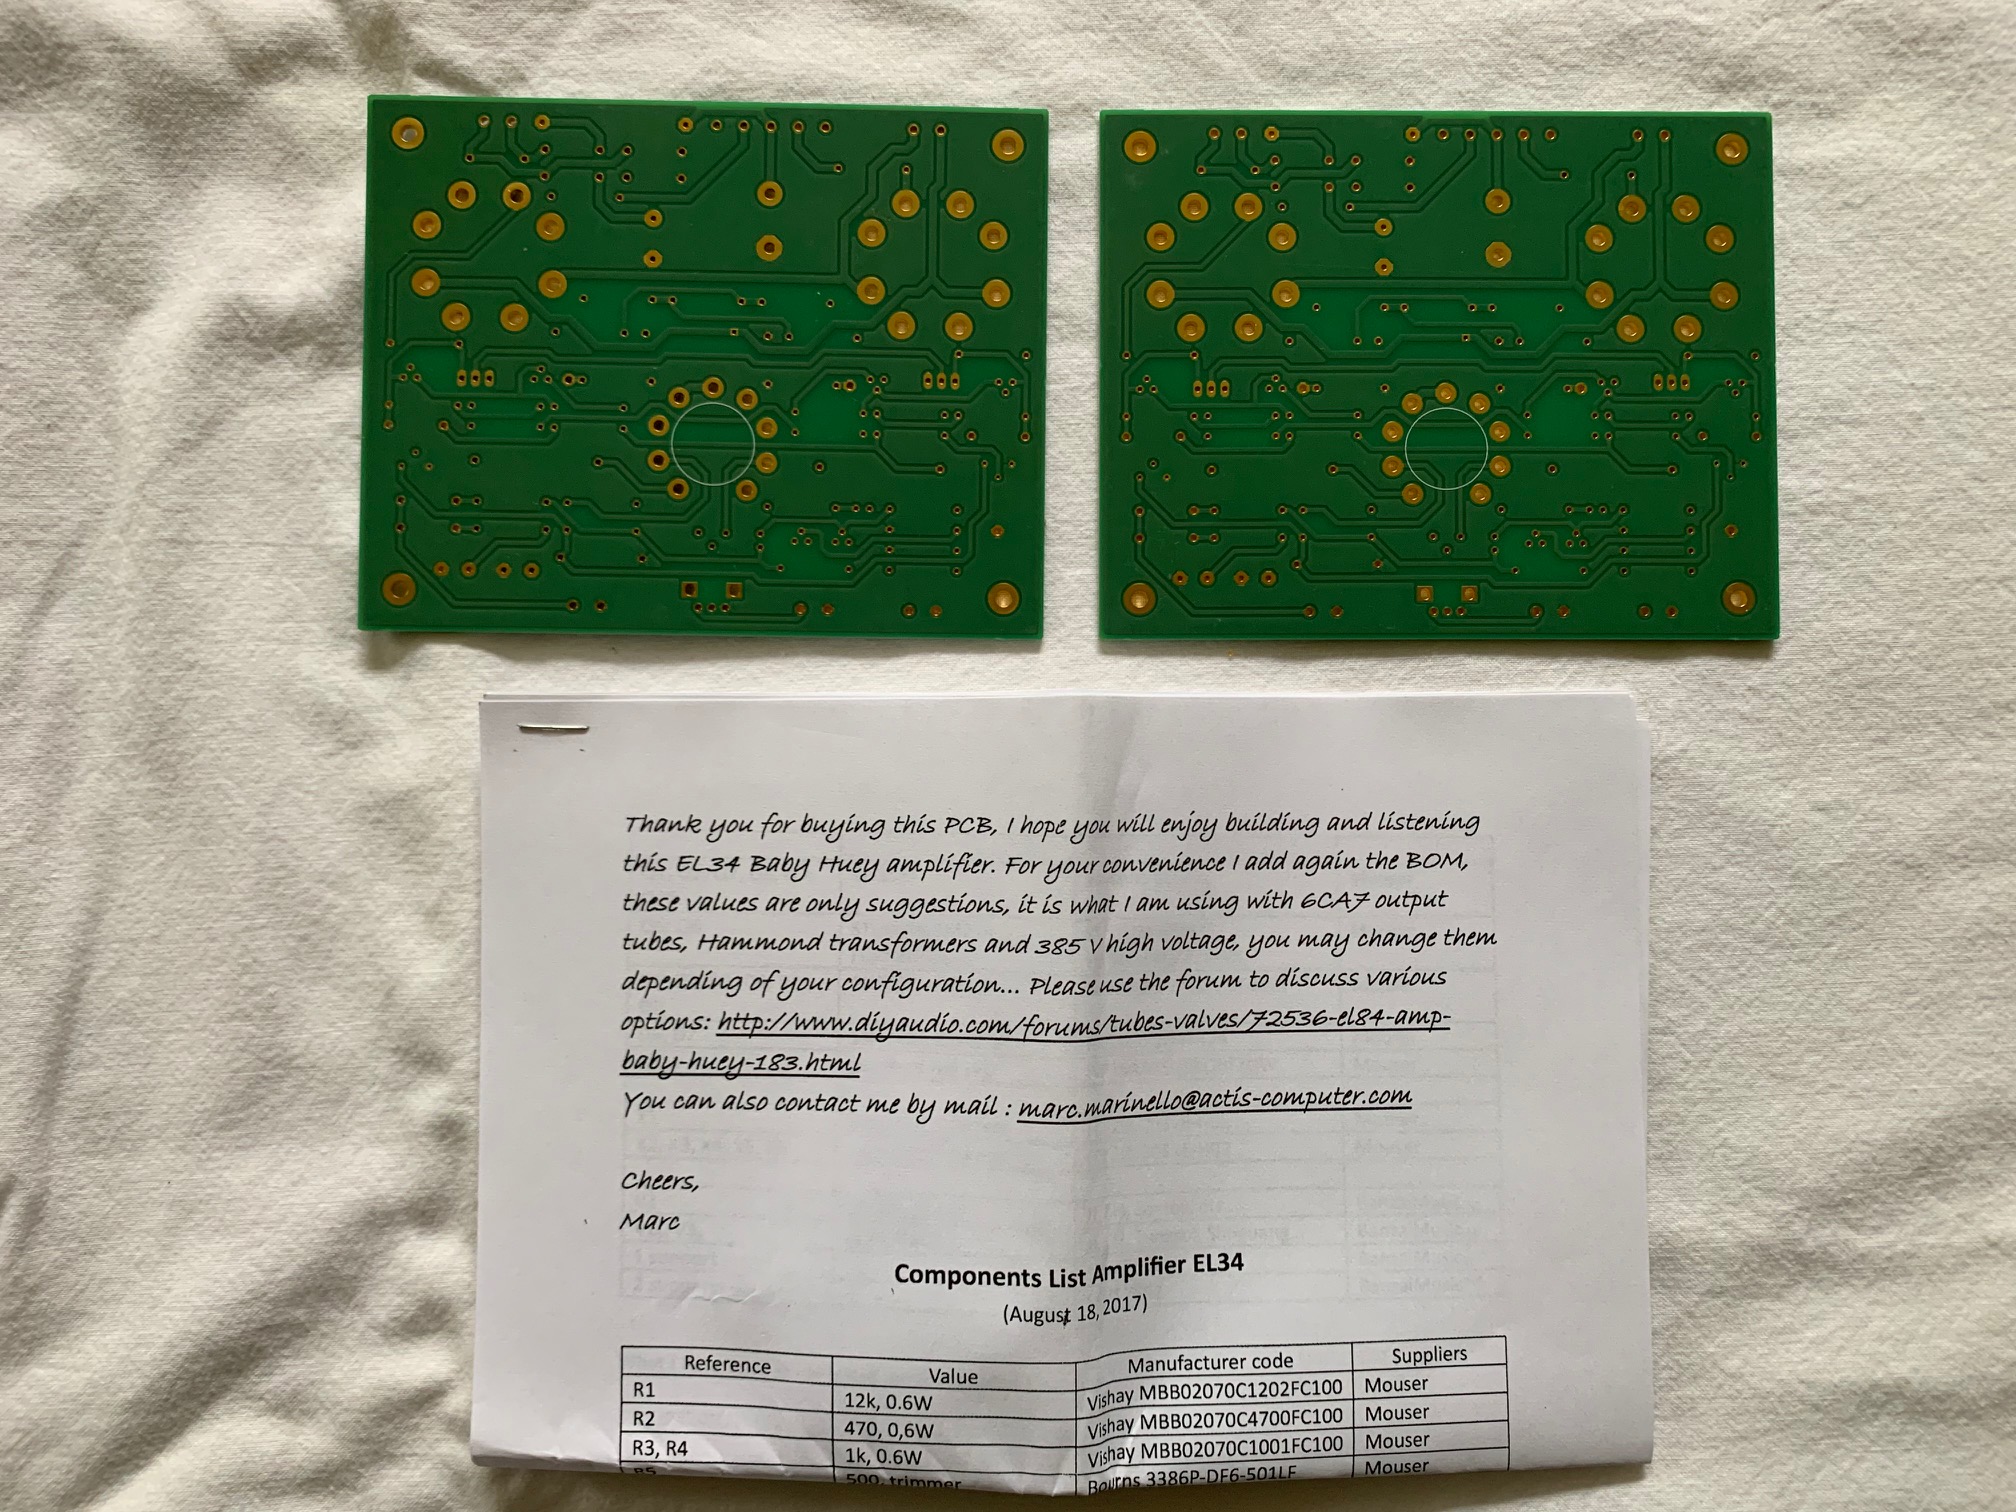 Thank you for buying this PCB, I hope you will enjoy building and listening
this EL34 Baby Huey amplifier. For your convenience I add again the BOM,
these values are only suggestions, it is what I am using with 6CA7 output
tubes, Hammond transformers and 385 V high voltage, you may change them
depending of your configuration... Please use the forum to discuss various
options: http://www.diyaudio.com/forums/tubes-valves/72536-el84-amp-
baby-huey-183.html
You can also contact me by mail : marc.marinello@actis-computer.com
Cheers,
Marc
Components List Amplifier EL34
(August 18, 2017)
Reference Value Manufacturer code Suppliers
R1 12k, 0.6W Vishay MBB02070C1202FC100 Mouser
R2 470, 0,6W Vishay MBB02070C4700FC100 Mouser
R3, R4 1k, 0.6W Vishay MBB02070C1001FC100 Mouser
R5 500, trimmer Bourns 3386P-DF6-501LF Mouser